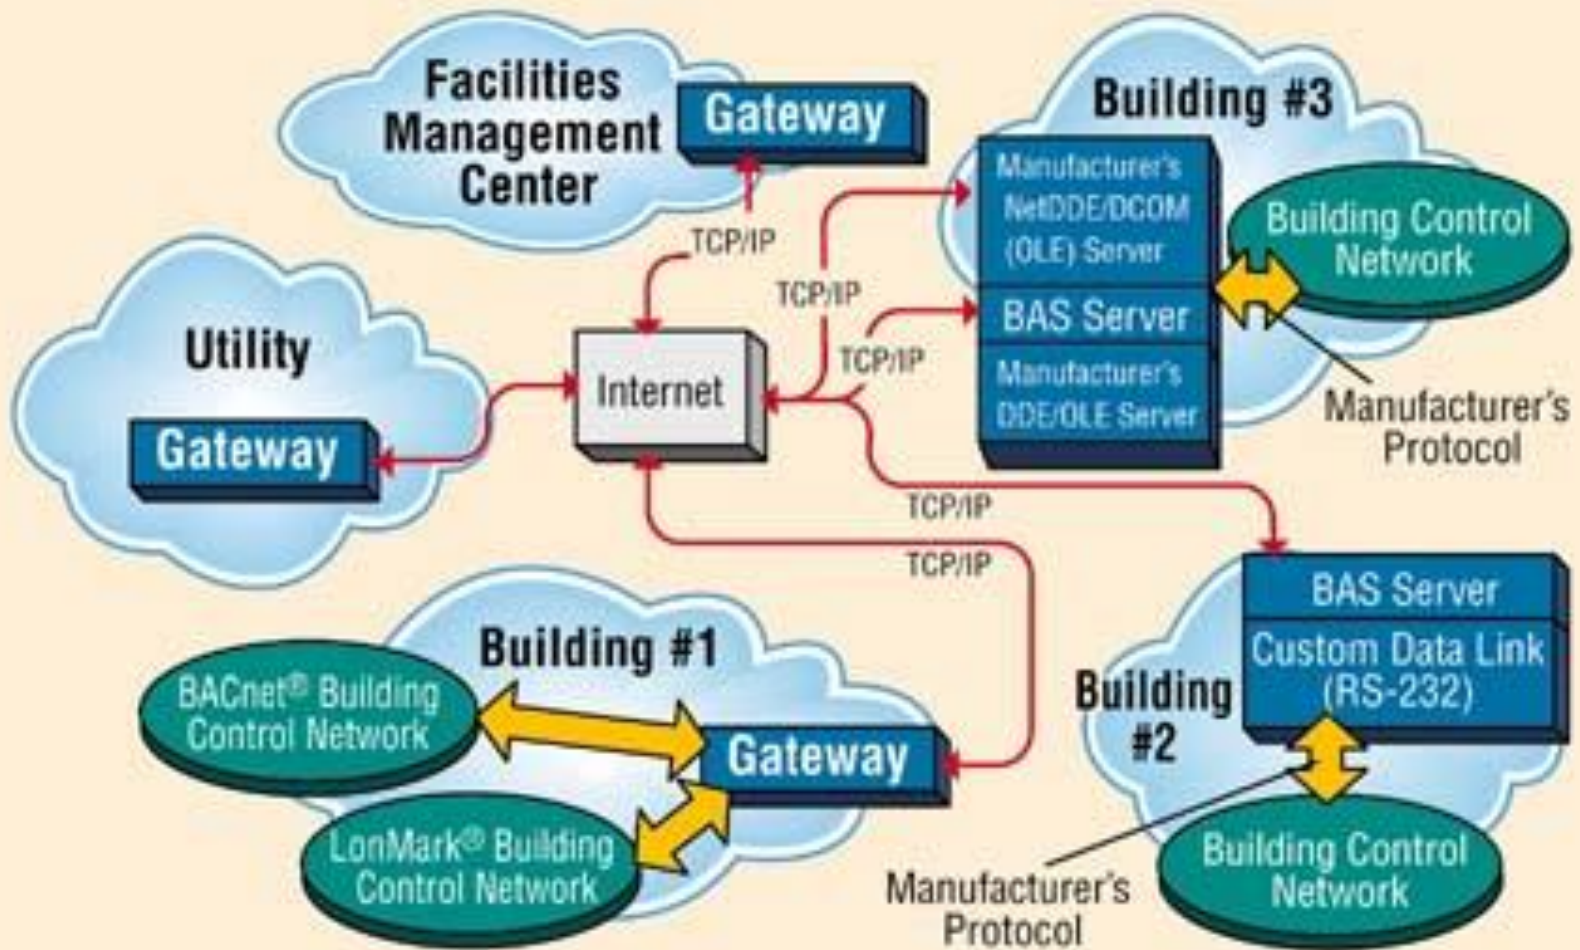 Facilities
Management
Center
Gateway
TCP/IP
Building #3
Manufacturer's
NetDDE/DCOM
(OLE) Server
BAS Server
Manufacturer's
DDE/OLE Server
Building Control
Network
Manufacturer's
Protocol
TCP/IP
TCP/IP
Utility
Gateway
Internet
TCP/IP
TCP/IP
Building #1
BACnet® Building
Control Network
Gateway
LonMark® Building
Control Network
Building
#2
BAS Server
Custom Data Link
(RS-232)
Manufacturer's
Protocol
Building Control
Network